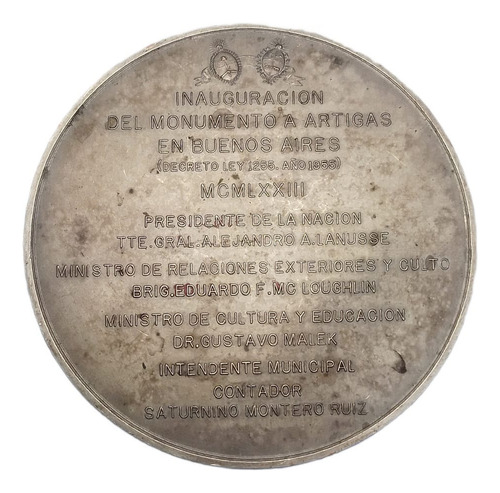 INAUGURACION
DEL MONUMENTO A ARTIGAS
EN BUENOS AIRES
(DECRETO LEY 1255. AÑO 1955)
MCMLXXIII
PRESIDENTE DE LA NACION
TTE. GRAL. ALEJANDRO A. LANUSSE
MINISTRO DE RELACIONES EXTERIORES Y CULTO
BRIG. EDUARDO F. MC LOUGHLIN
MINISTRO DE CULTURA Y EDUCACION
DR. GUSTAVO MALEK
INTENDENTE MUNICIPAL
CONTADOR
SATURNINO MONTERO RUIZ